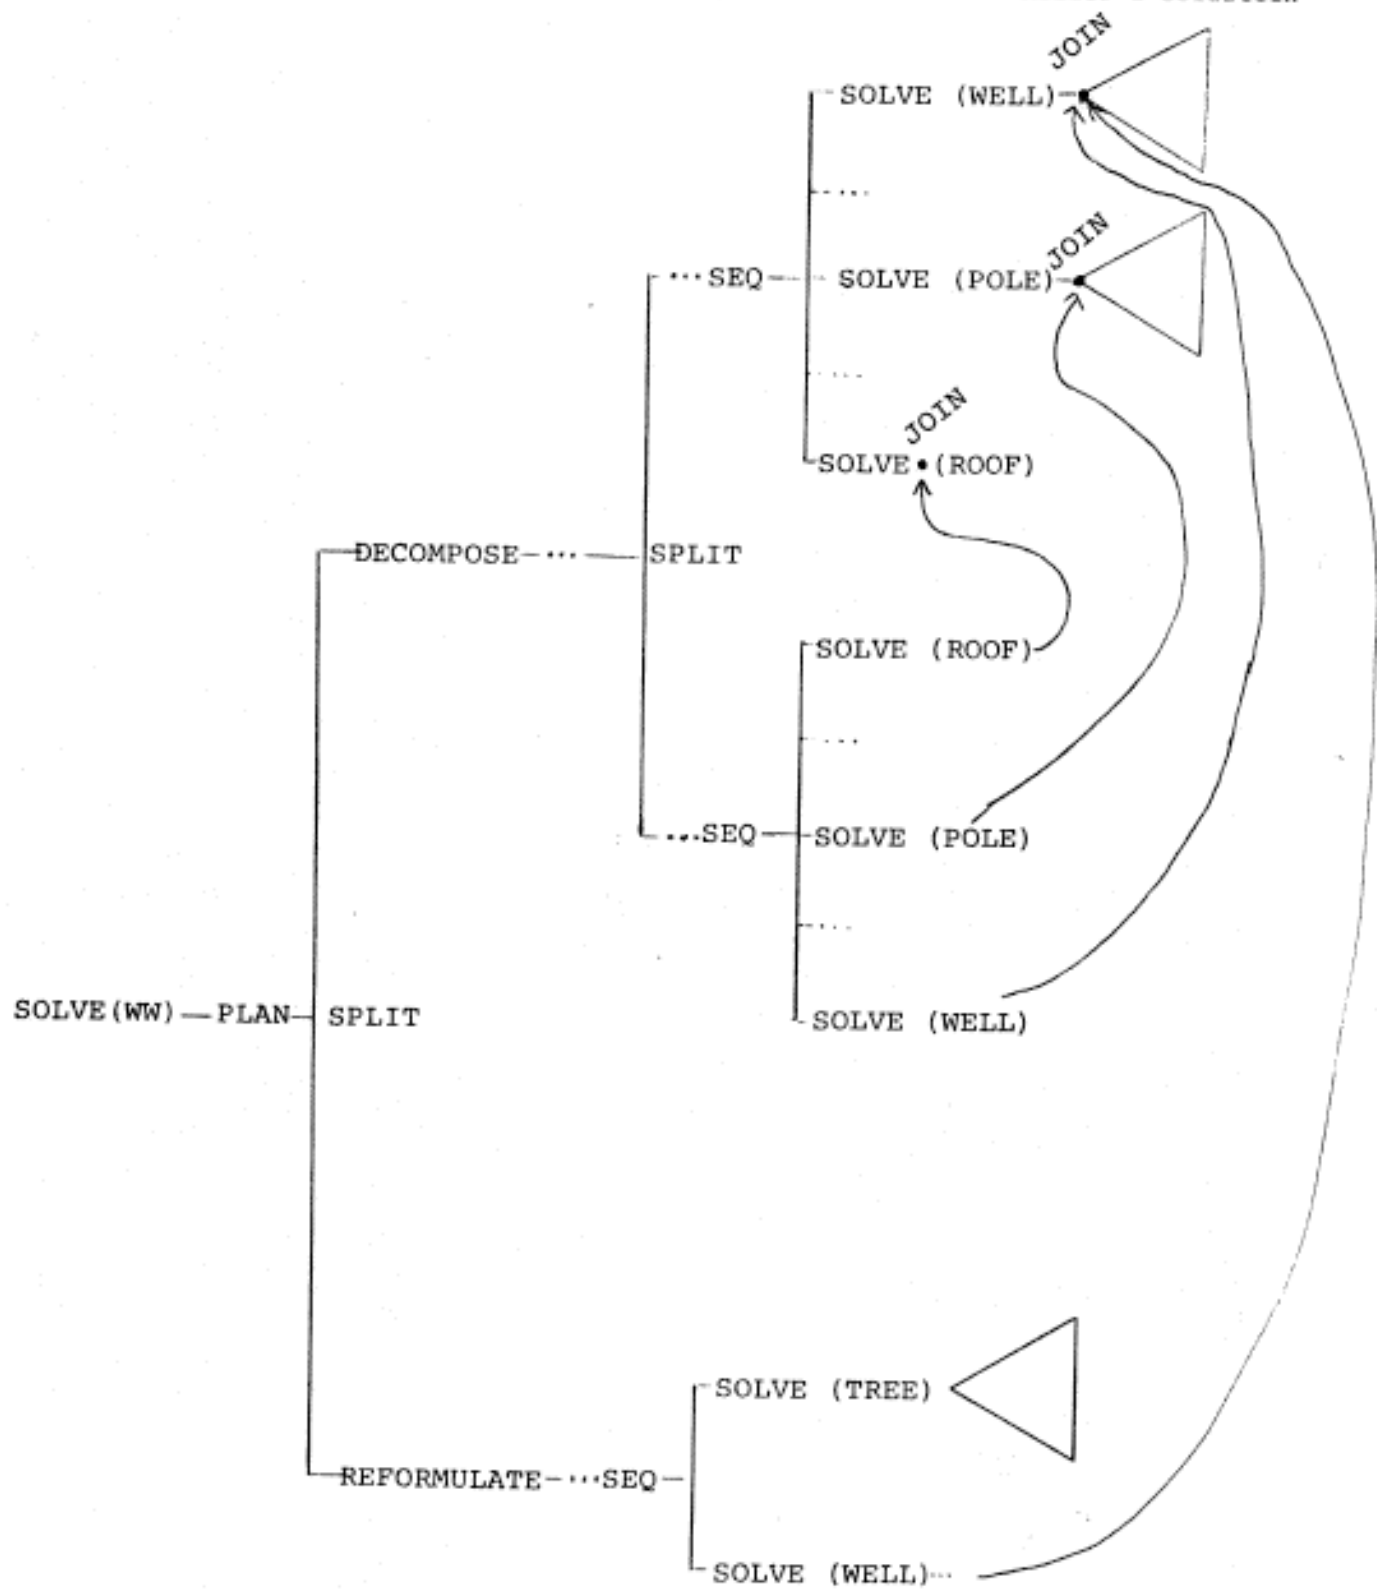 JOIN
SOLVE (WELL)
....
JOIN
...SEQ SOLVE (POLE)
....
JOIN
SOLVE (ROOF)
DECOMPOSE ... SPLIT
SOLVE (ROOF)
....
...SEQ SOLVE (POLE)
....
SOLVE(WW) PLAN SPLIT SOLVE (WELL)
SOLVE (TREE)
REFORMULATE ...SEQ
SOLVE (WELL)...